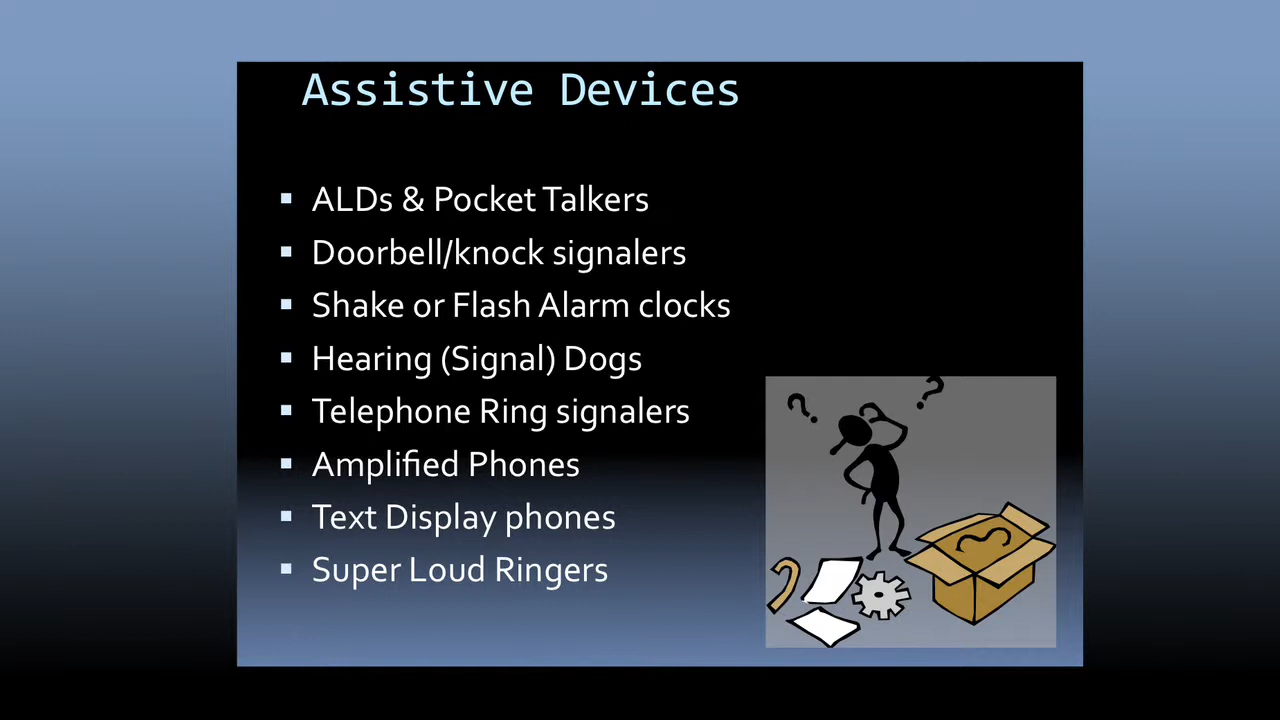 Assistive Devices
ALDs & Pocket Talkers
Doorbell/knock signalers
Shake or Flash Alarm clocks
Hearing (Signal) Dogs
Telephone Ring signalers
Amplified Phones
Text Display phones
Super Loud Ringers
? ?